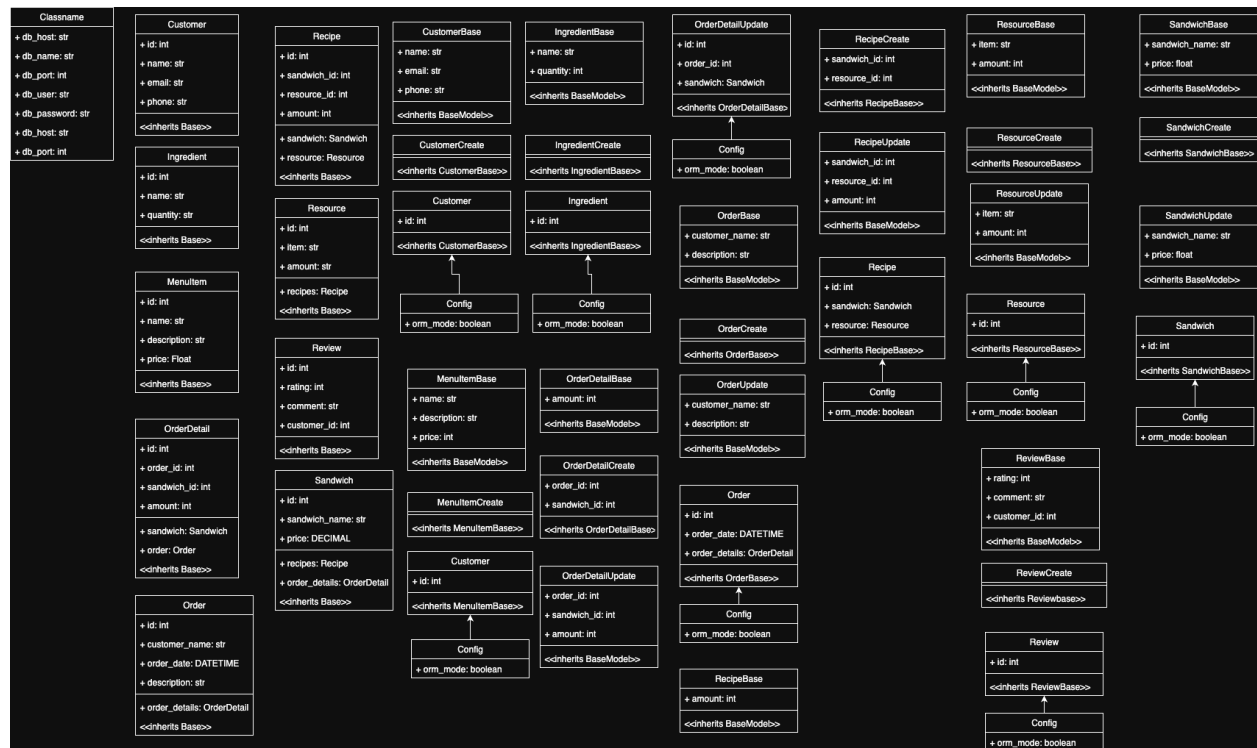 Classname
+ db_host: str
+ db_name: str
+ db_port: int
+ db_user: str
+ db_password: str
+ db_host: str
+ db_port: int
Customer
+ id: int
+ name: str
+ email: str
+ phone: str
<<inherits Base>>
Ingredient
+ id: int
+ name: str
+ quantity: str
<<inherits Base>>
MenuItem
+ id: int
+ name: str
+ description: str
+ price: Float
<<inherits Base>>
OrderDetail
+ id: int
+ order_id: int
+ sandwich_id: int
+ amount: int
+ sandwich: Sandwich
+ order: Order
<<inherits Base>>
Order
+ id: int
+ customer_name: str
+ order_date: DATETIME
+ description: str
+ order_details: OrderDetail
<<inherits Base>>
Recipe
+ id: int
+ sandwich_id: int
+ resource_id: int
+ amount: int
+ sandwich: Sandwich
+ resource: Resource
<<inherits Base>>
Resource
+ id: int
+ item: str
+ amount: str
+ recipes: Recipe
<<inherits Base>>
Review
+ id: int
+ rating: int
+ comment: str
+ customer_id: int
<<inherits Base>>
Sandwich
+ id: int
+ sandwich_name: str
+ price: DECIMAL
+ recipes: Recipe
+ order_details: OrderDetail
<<inherits Base>>
CustomerBase
+ name: str
+ email: str
+ phone: str
<<inherits BaseModel>>
CustomerCreate
<<inherits CustomerBase>>
Customer
+ id: int
<<inherits CustomerBase>>
Config
+ orm_mode: boolean
MenuItemBase
+ name: str
+ description: str
+ price: int
<<inherits BaseModel>>
MenuItemCreate
<<inherits MenuItemBase>>
Customer
+ id: int
<<inherits MenuItemBase>>
Config
+ orm_mode: boolean
IngredientBase
+ name: str
+ quantity: int
<<inherits BaseModel>>
IngredientCreate
<<inherits IngredientBase>>
Ingredient
+ id: int
<<inherits IngredientBase>>
Config
+ orm_mode: boolean
OrderDetailBase
+ amount: int
<<inherits BaseModel>>
OrderDetailCreate
+ order_id: int
+ sandwich_id: int
<<inherits OrderDetailBase>
OrderDetailUpdate
+ order_id: int
+ sandwich_id: int
+ amount: int
<<inherits BaseModel>>
OrderDetailUpdate
+ id: int
+ order_id: int
+ sandwich: Sandwich
<<inherits OrderDetailBase>
Config
+ orm_mode: boolean
OrderBase
+ customer_name: str
+ description: str
<<inherits BaseModel>>
OrderCreate
<<inherits OrderBase>>
OrderUpdate
+ customer_name: str
+ description: str
<<inherits BaseModel>>
Order
+ id: int
+ order_date: DATETIME
+ order_details: OrderDetail
<<inherits OrderBase>>
Config
+ orm_mode: boolean
RecipeBase
+ amount: int
<<inherits BaseModel>>
RecipeCreate
+ sandwich_id: int
+ resource_id: int
<<inherits RecipeBase>>
RecipeUpdate
+ sandwich_id: int
+ resource_id: int
+ amount: int
<<inherits BaseModel>>
Recipe
+ id: int
+ sandwich: Sandwich
+ resource: Resource
<<inherits RecipeBase>>
Config
+ orm_mode: boolean
ResourceBase
+ item: str
+ amount: int
<<inherits BaseModel>>
ResourceCreate
<<inherits ResourceBase>>
ResourceUpdate
+ item: str
+ amount: int
<<inherits BaseModel>>
Resource
+ id: int
<<inherits ResourceBase>>
Config
+ orm_mode: boolean
ReviewBase
+ rating: int
+ comment: str
+ customer_id: int
<<inherits BaseModel>>
ReviewCreate
<<inherits Reviewbase>>
Review
+ id: int
<<inherits ReviewBase>>
Config
+ orm_mode: boolean
SandwichBase
+ sandwich_name: str
+ price: float
<<inherits BaseModel>>
SandwichCreate
<<inherits SandwichBase>>
SandwichUpdate
+ sandwich_name: str
+ price: float
<<inherits BaseModel>>
Sandwich
+ id: int
<<inherits SandwichBase>>
Config
+ orm_mode: boolean